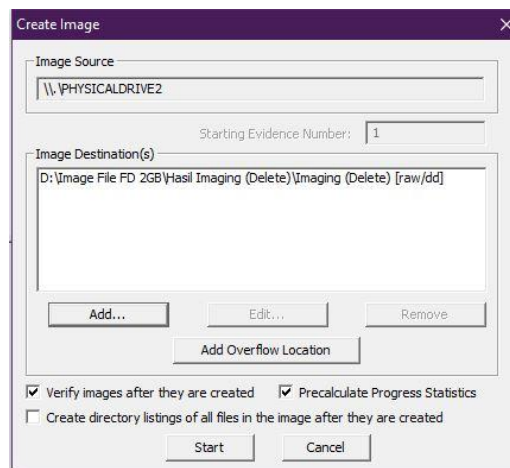 Create Image
Image Source
\\.\PHYSICALDRIVE2
Starting Evidence Number: 1
Image Destination(s)
D:\Image File FD 2GB\Hasil Imaging (Delete)\Imaging (Delete) [raw/dd]
Add... Edit... Remove
Add Overflow Location
Verify images after they are created Precalculate Progress Statistics
Create directory listings of all files in the image after they are created
Start Cancel